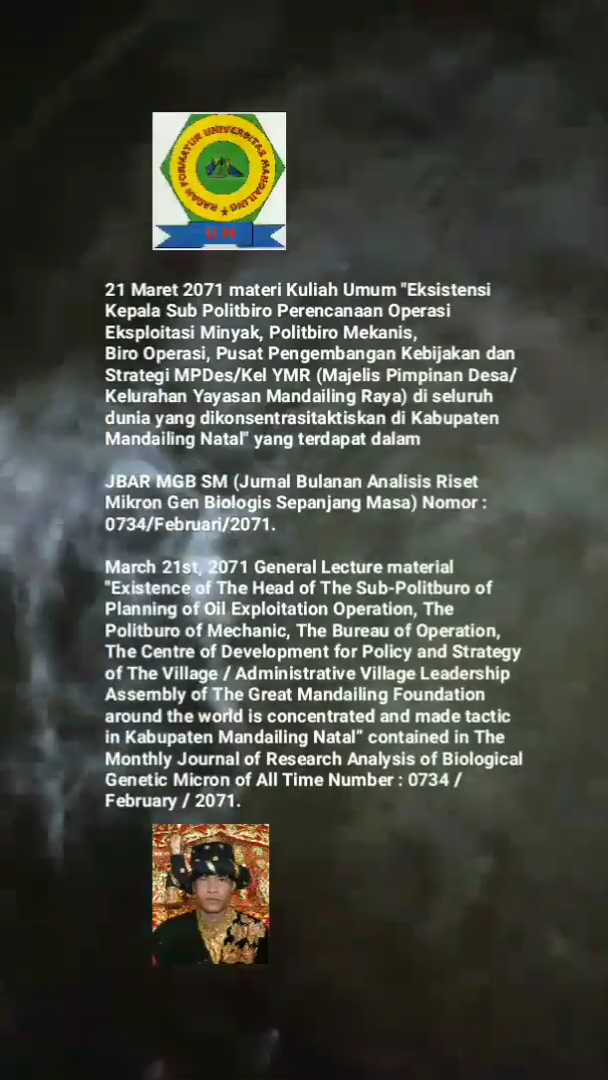 BADAN FORMATUR UNIVERSITAS MANDAILING
U M
21 Maret 2071 materi Kuliah Umum "Eksistensi
Kepala Sub Politbiro Perencanaan Operasi
Eksploitasi Minyak, Politbiro Mekanis,
Biro Operasi, Pusat Pengembangan Kebijakan dan
Strategi MPDes/Kel YMR (Majelis Pimpinan Desa/
Kelurahan Yayasan Mandailing Raya) di seluruh
dunia yang dikonsentrasitaktiskan di Kabupaten
Mandailing Natal" yang terdapat dalam
JBAR MGB SM (Jurnal Bulanan Analisis Riset
Mikron Gen Biologis Sepanjang Masa) Nomor :
0734/Februari/2071.
March 21st, 2071 General Lecture material
"Existence of The Head of The Sub-Politburo of
Planning of Oil Exploitation Operation, The
Politburo of Mechanic, The Bureau of Operation,
The Centre of Development for Policy and Strategy
of The Village / Administrative Village Leadership
Assembly of The Great Mandailing Foundation
around the world is concentrated and made tactic
in Kabupaten Mandailing Natal" contained in The
Monthly Journal of Research Analysis of Biological
Genetic Micron of All Time Number : 0734 /
February / 2071.